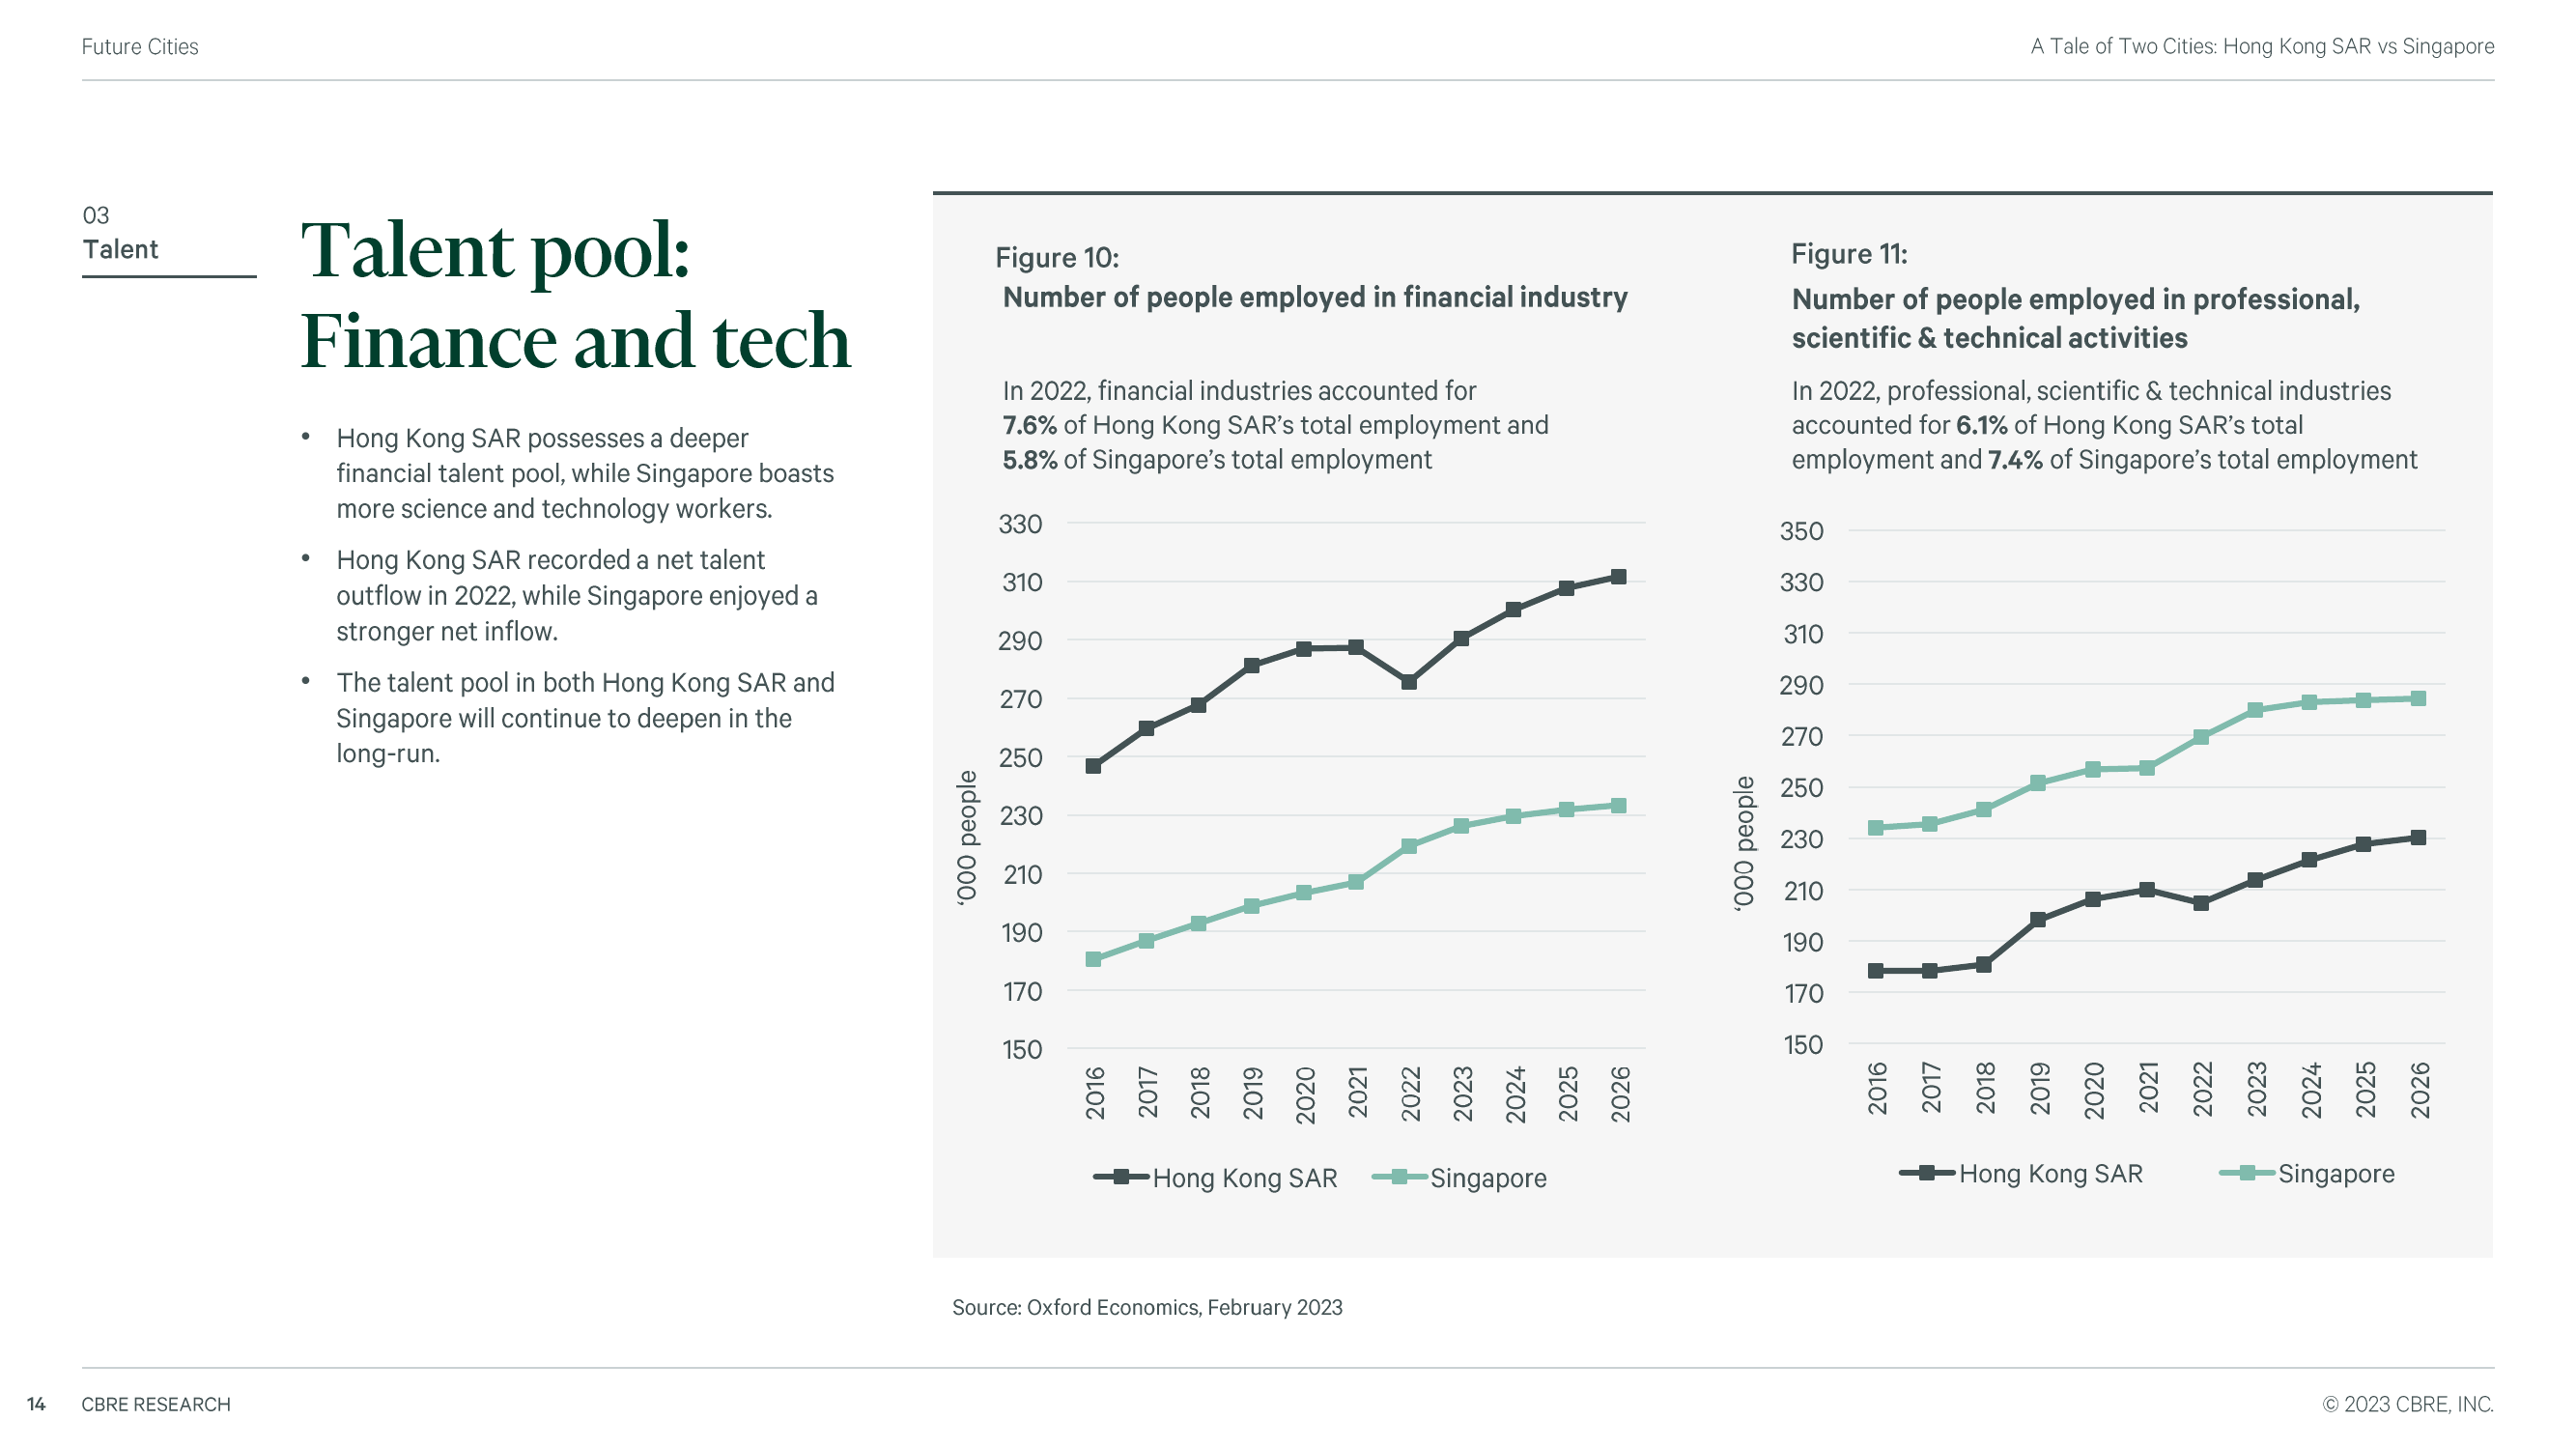 Future Cities
A Tale of Two Cities: Hong Kong SAR vs Singapore
03
Talent
Talent pool:
Finance and tech
• Hong Kong SAR possesses a deeper
financial talent pool, while Singapore boasts
more science and technology workers.
• Hong Kong SAR recorded a net talent
outflow in 2022, while Singapore enjoyed a
stronger net inflow.
• The talent pool in both Hong Kong SAR and
Singapore will continue to deepen in the
long-run.
Figure 10:
Number of people employed in financial industry
In 2022, financial industries accounted for
7.6% of Hong Kong SAR's total employment and
5.8% of Singapore's total employment
330
310
290
270
250
230
210
190
170
150
'000 people
2016 2017 2018 2019 2020 2021 2022 2023 2024 2025 2026
Hong Kong SAR Singapore
Figure 11:
Number of people employed in professional,
scientific & technical activities
In 2022, professional, scientific & technical industries
accounted for 6.1% of Hong Kong SAR's total
employment and 7.4% of Singapore's total employment
350
330
310
290
270
250
230
210
190
170
150
'000 people
2016 2017 2018 2019 2020 2021 2022 2023 2024 2025 2026
Hong Kong SAR Singapore
Source: Oxford Economics, February 2023
14 CBRE RESEARCH
© 2023 CBRE, INC.